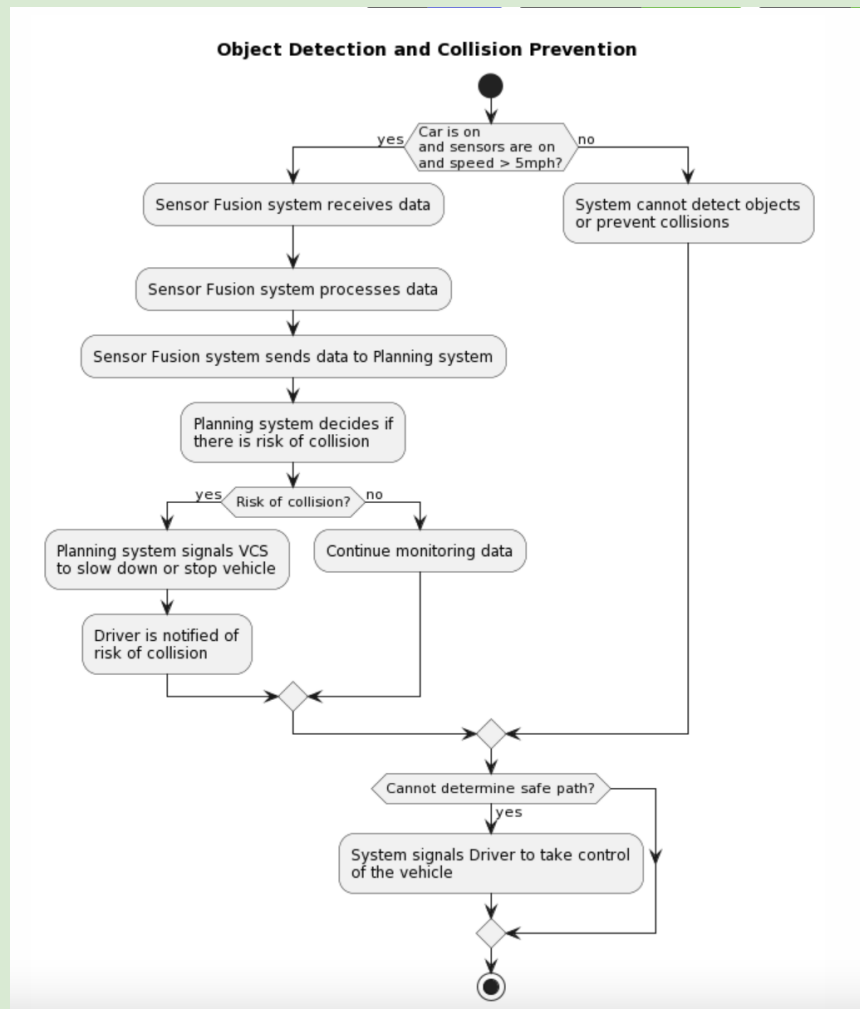 Object Detection and Collision Prevention
yes
Car is on
and sensors are on
and speed > 5mph?
no
Sensor Fusion system receives data
System cannot detect objects
or prevent collisions
Sensor Fusion system processes data
Sensor Fusion system sends data to Planning system
Planning system decides if
there is risk of collision
yes
Risk of collision?
no
Planning system signals VCS
to slow down or stop vehicle
Continue monitoring data
Driver is notified of
risk of collision
Cannot determine safe path?
yes
System signals Driver to take control
of the vehicle